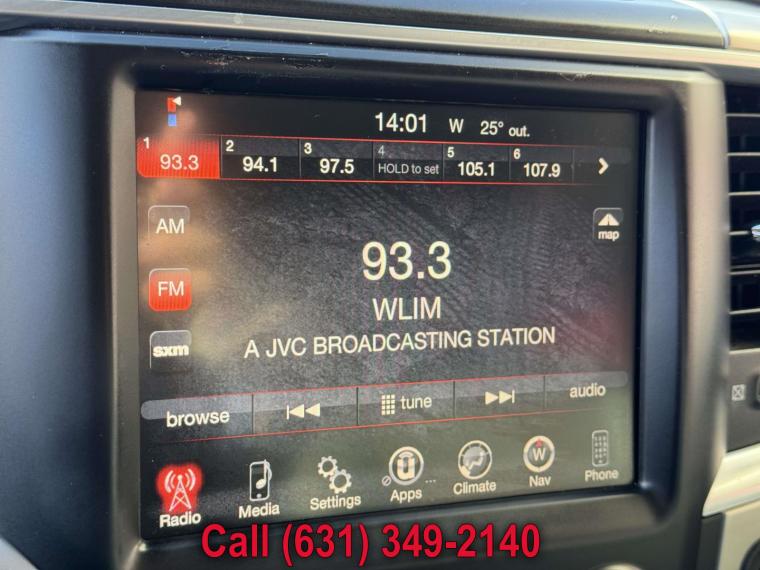 14:01 W 25° out.
1 93.3 2 94.1 3 97.5 4 HOLD to set 5 105.1 6 107.9
AM
map
FM
93.3
WLIM
sxm
A JVC BROADCASTING STATION
browse tune audio
Radio Media Settings Apps Climate W Nav Phone
Call (631) 349-2140